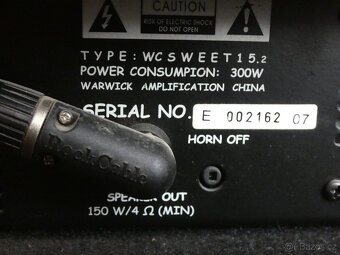 CAUTION
RISK OF ELECTRIC SHOCK
DO NOT OPEN
TYPE: WC SWEET 15.2
POWER CONSUMPION: 300W
WARWICK AMPLIFICATION CHINA
SERIAL NO. E 002162 07
HORN OFF
RockCable
SPEAKER OUT
150 W/4 Ω (MIN)